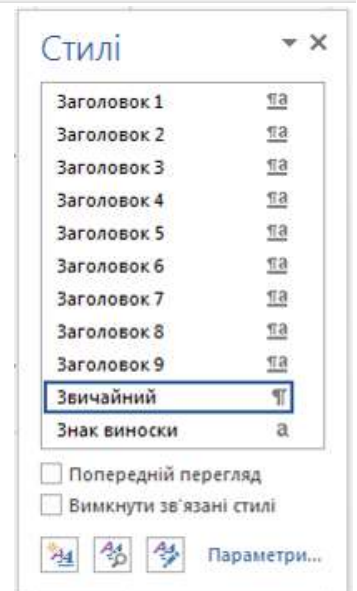 Стилі
Заголовок 1 ¶a
Заголовок 2 ¶a
Заголовок 3 ¶a
Заголовок 4 ¶a
Заголовок 5 ¶a
Заголовок 6 ¶a
Заголовок 7 ¶a
Заголовок 8 ¶a
Заголовок 9 ¶a
Звичайний ¶
Знак виноски a
Попередній перегляд
Вимкнути зв'язані стилі
Параметри...